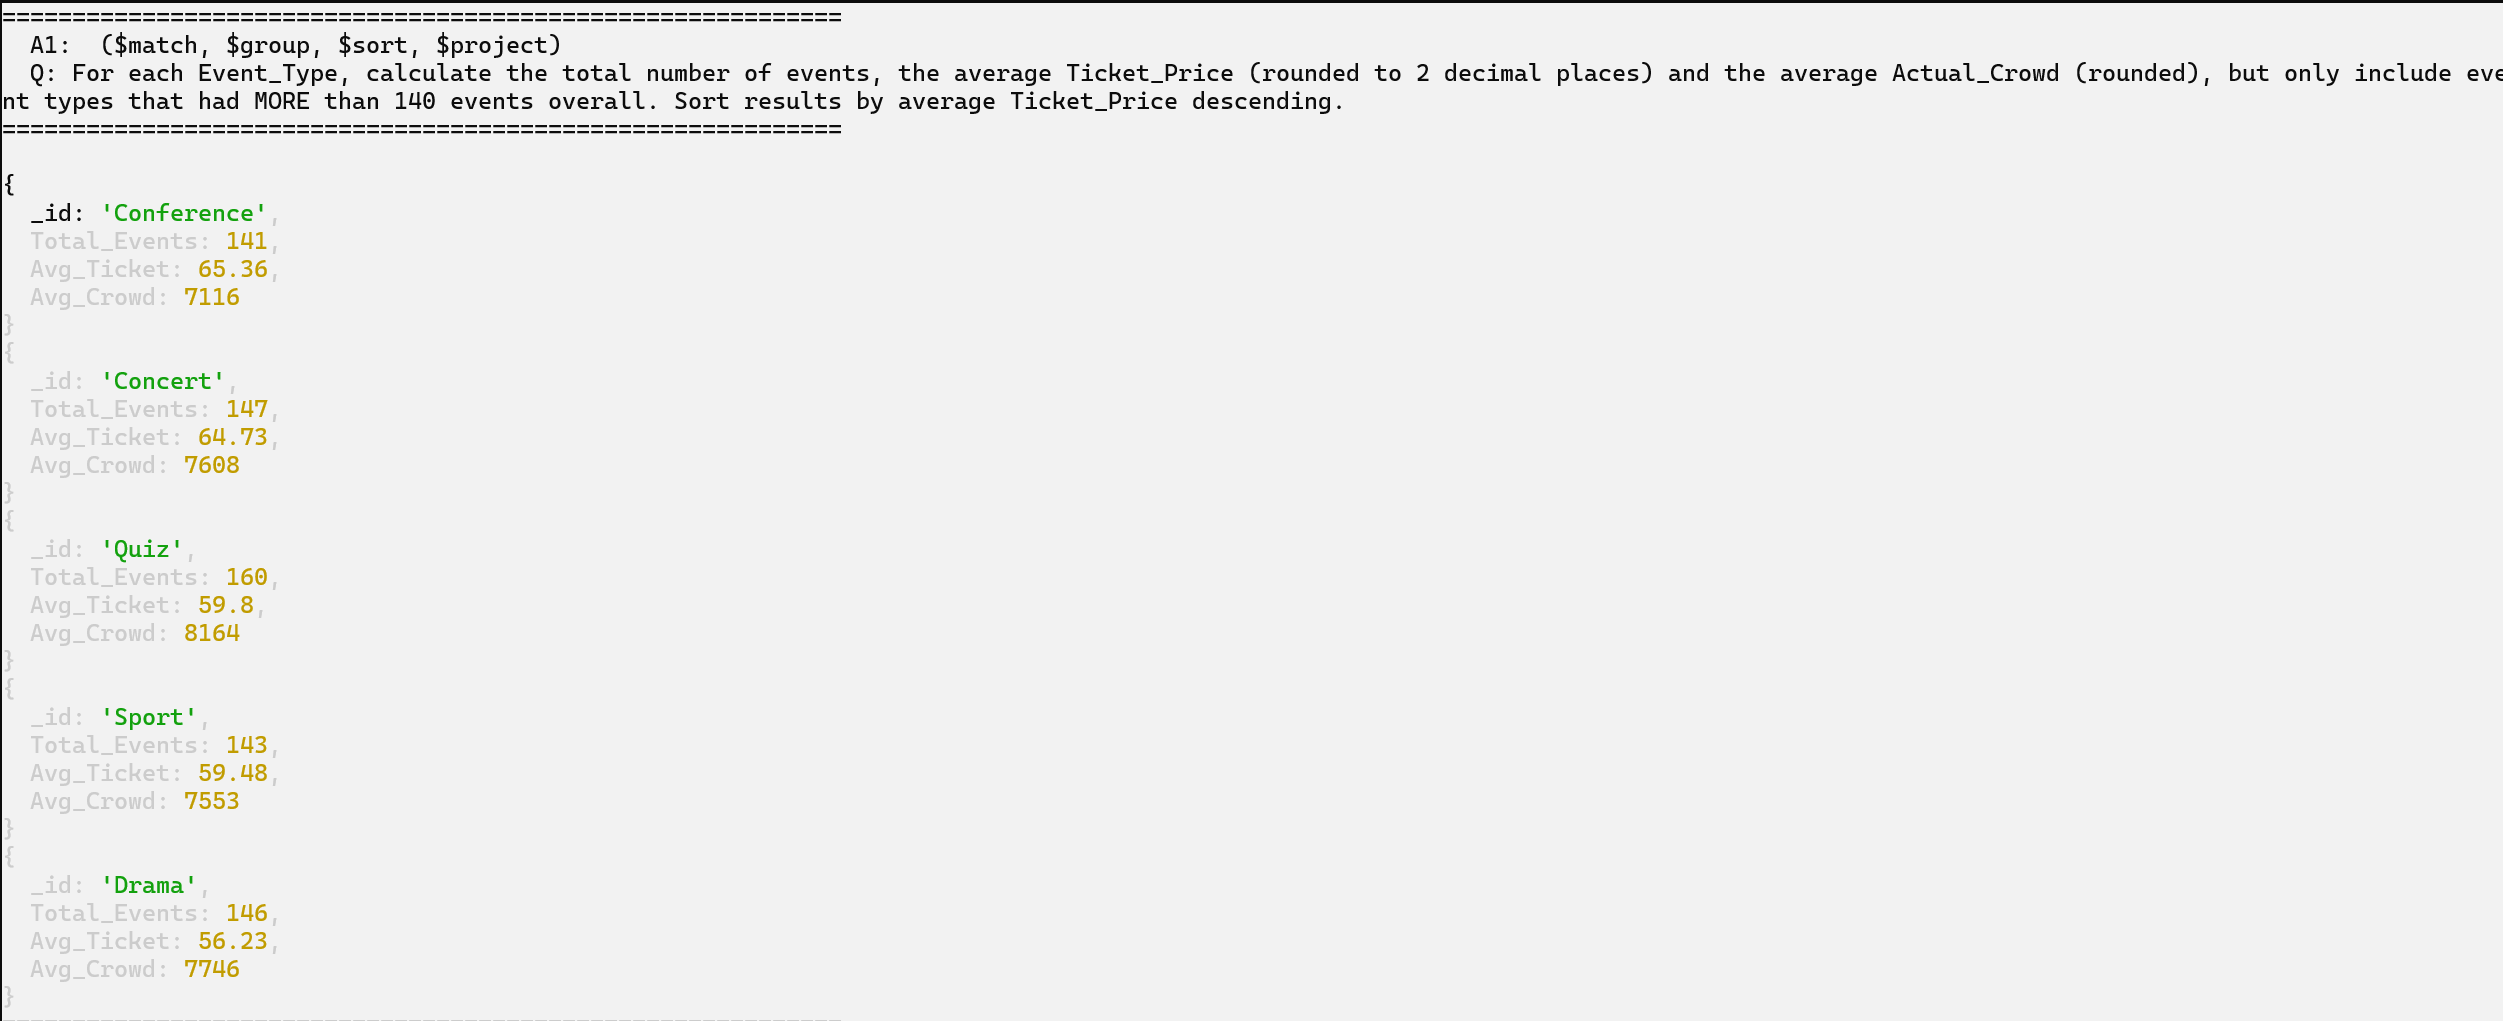 ============================================================
A1:  ($match, $group, $sort, $project)
Q: For each Event_Type, calculate the total number of events, the average Ticket_Price (rounded to 2 decimal places) and the average Actual_Crowd (rounded), but only include eve
nt types that had MORE than 140 events overall. Sort results by average Ticket_Price descending.
============================================================
{
_id: 'Conference',
Total_Events: 141,
Avg_Ticket: 65.36,
Avg_Crowd: 7116
}
{
_id: 'Concert',
Total_Events: 147,
Avg_Ticket: 64.73,
Avg_Crowd: 7608
}
{
_id: 'Quiz',
Total_Events: 160,
Avg_Ticket: 59.8,
Avg_Crowd: 8164
}
{
_id: 'Sport',
Total_Events: 143,
Avg_Ticket: 59.48,
Avg_Crowd: 7553
}
{
_id: 'Drama',
Total_Events: 146,
Avg_Ticket: 56.23,
Avg_Crowd: 7746
}